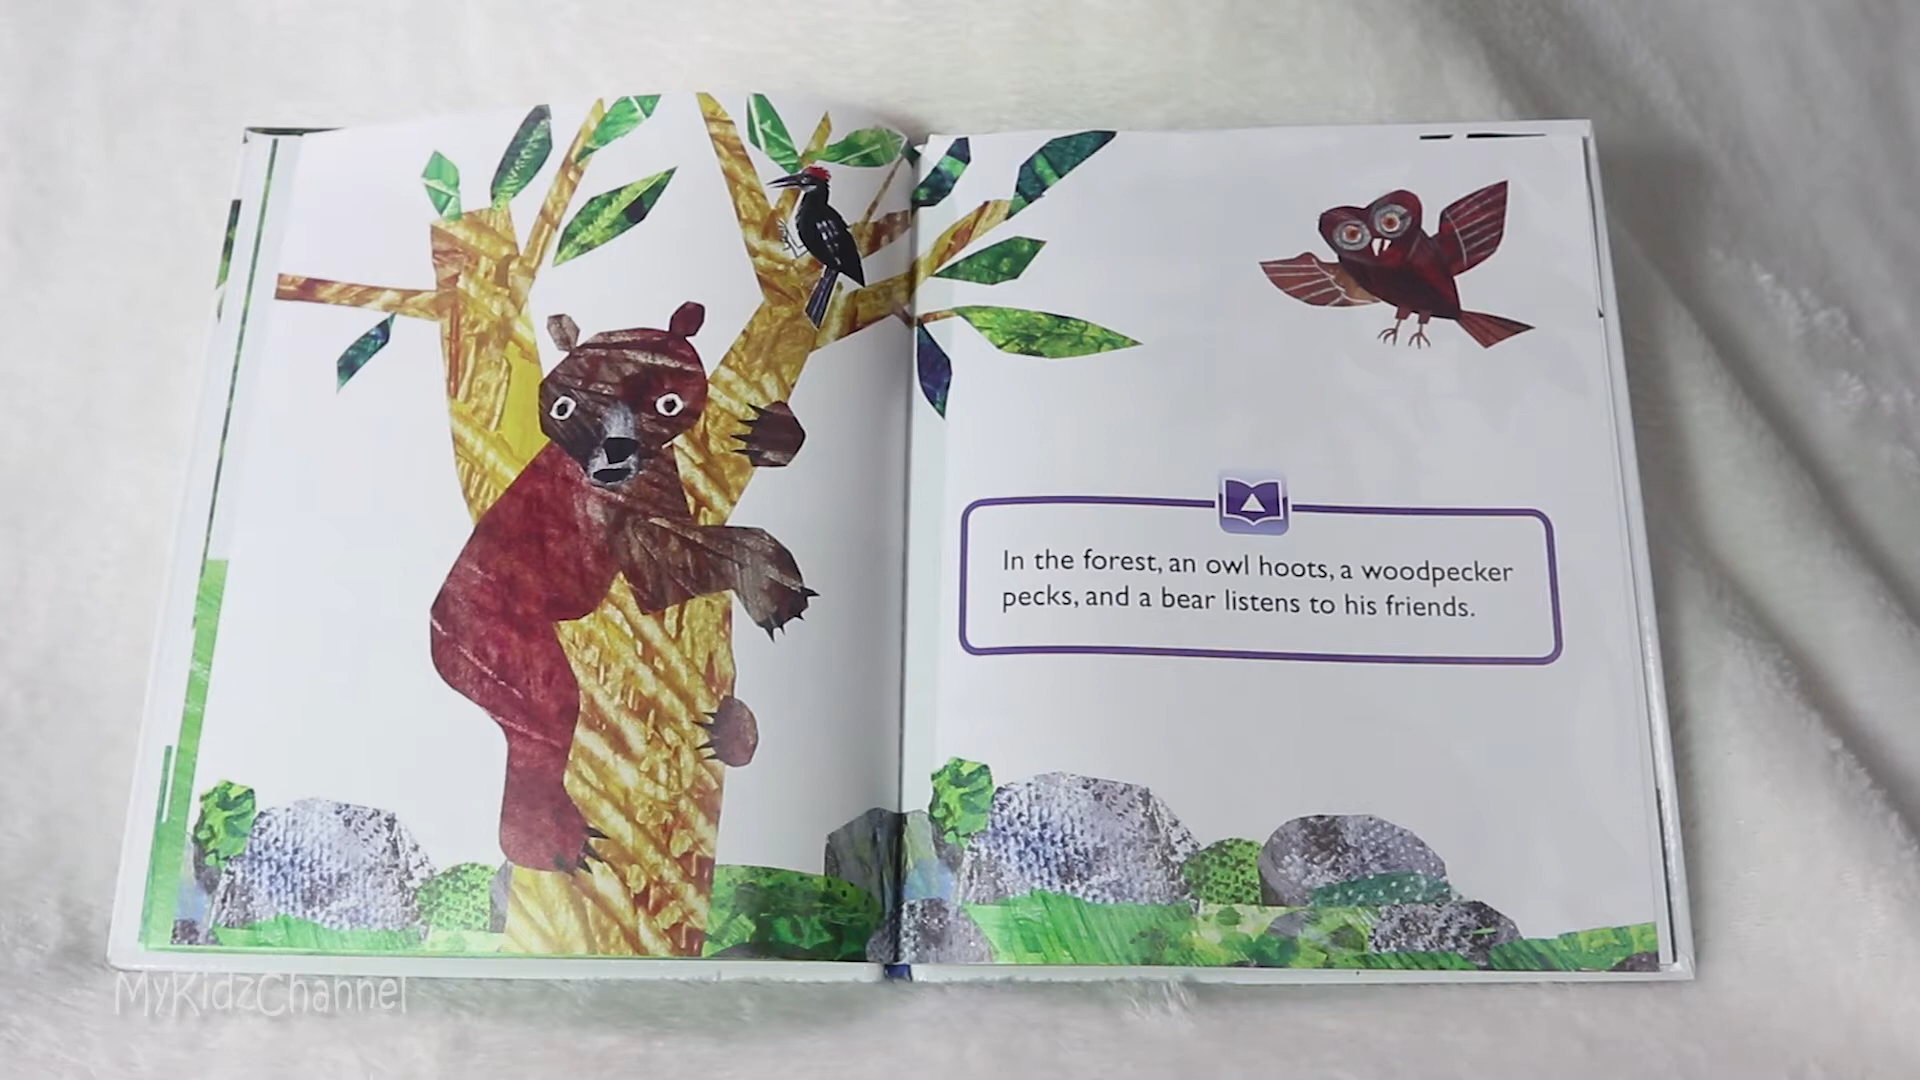 In the forest, an owl hoots, a woodpecker
pecks, and a bear listens to his friends.
MyKidzChannel